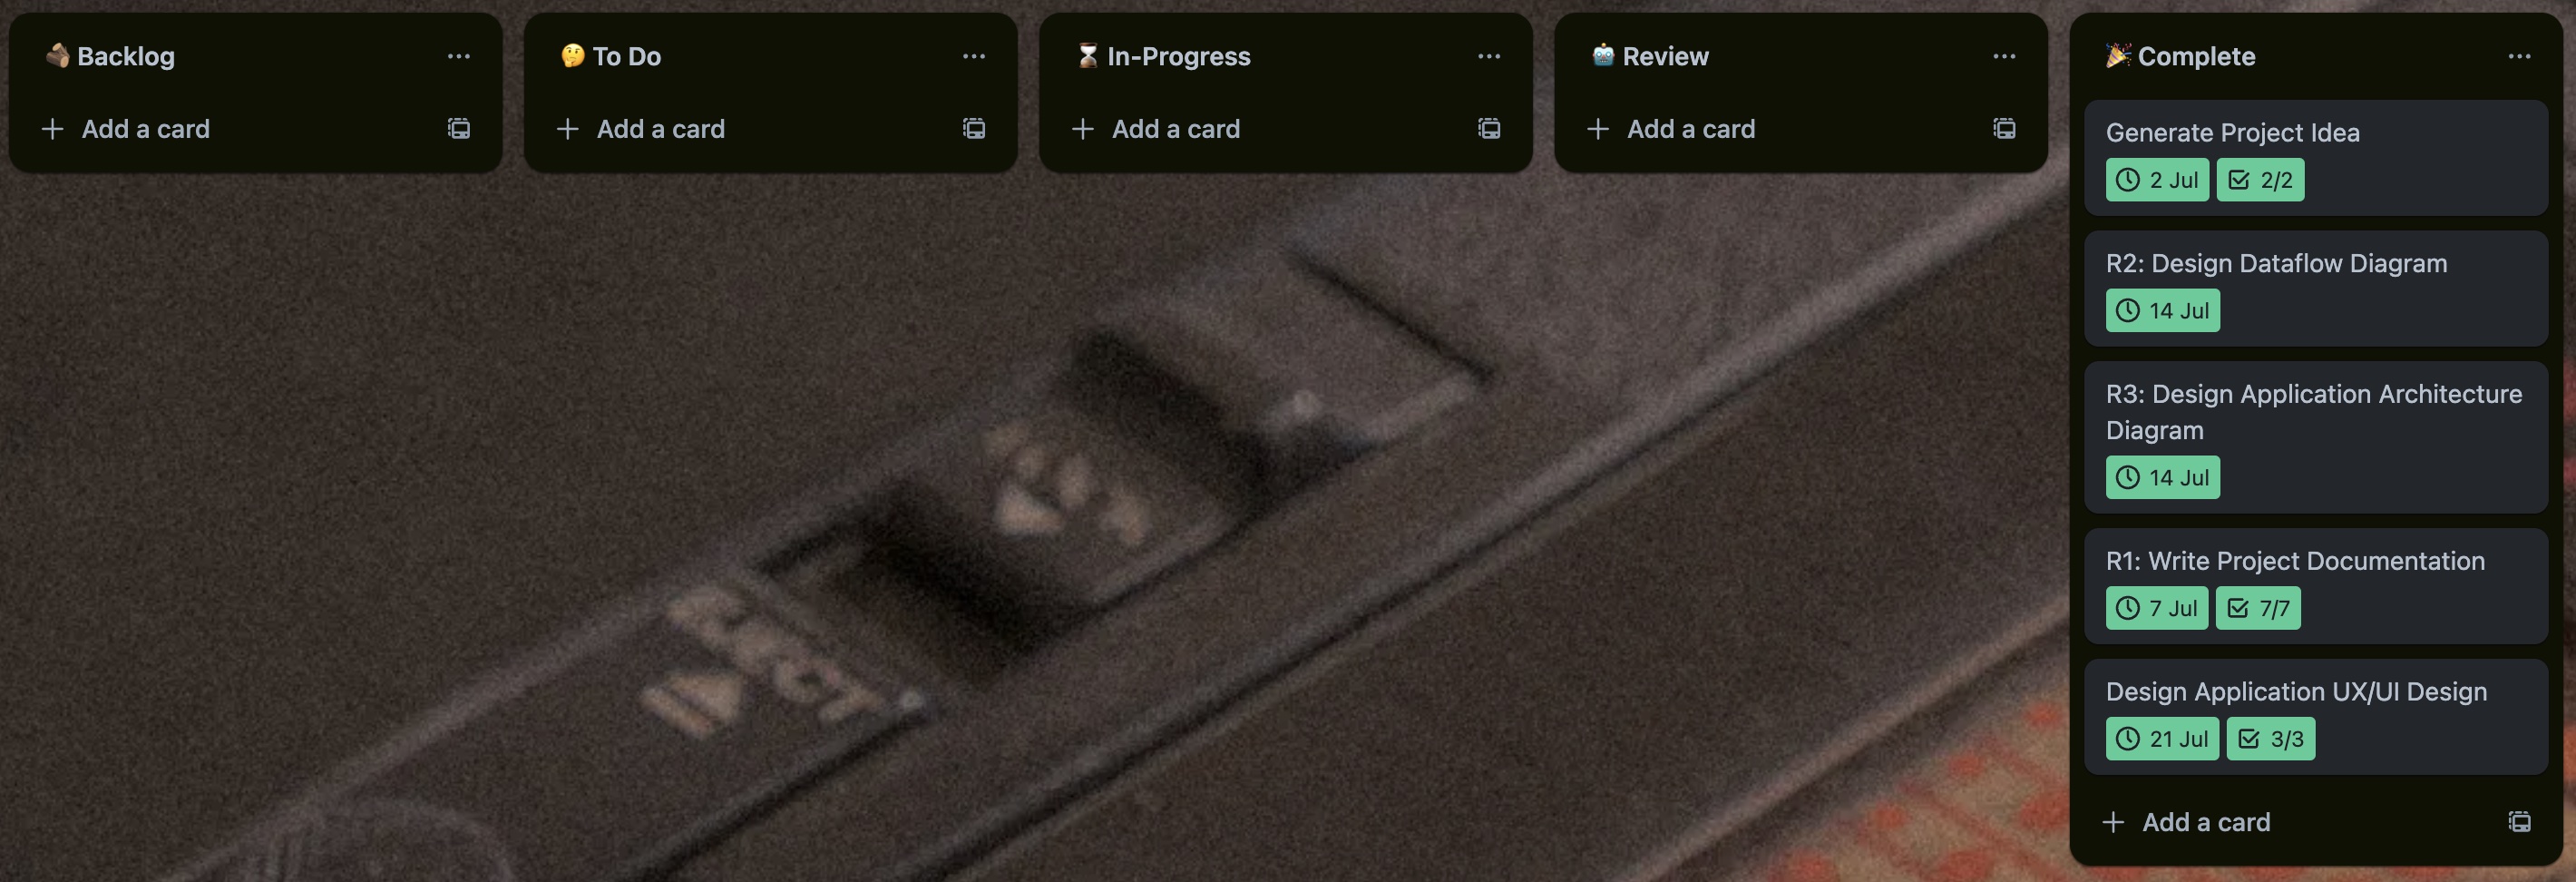 Backlog
Add a card
To Do
Add a card
In-Progress
Add a card
Review
Add a card
Complete
Generate Project Idea
2 Jul 2/2
R2: Design Dataflow Diagram
14 Jul
R3: Design Application Architecture
Diagram
14 Jul
R1: Write Project Documentation
7 Jul 7/7
Design Application UX/UI Design
21 Jul 3/3
Add a card